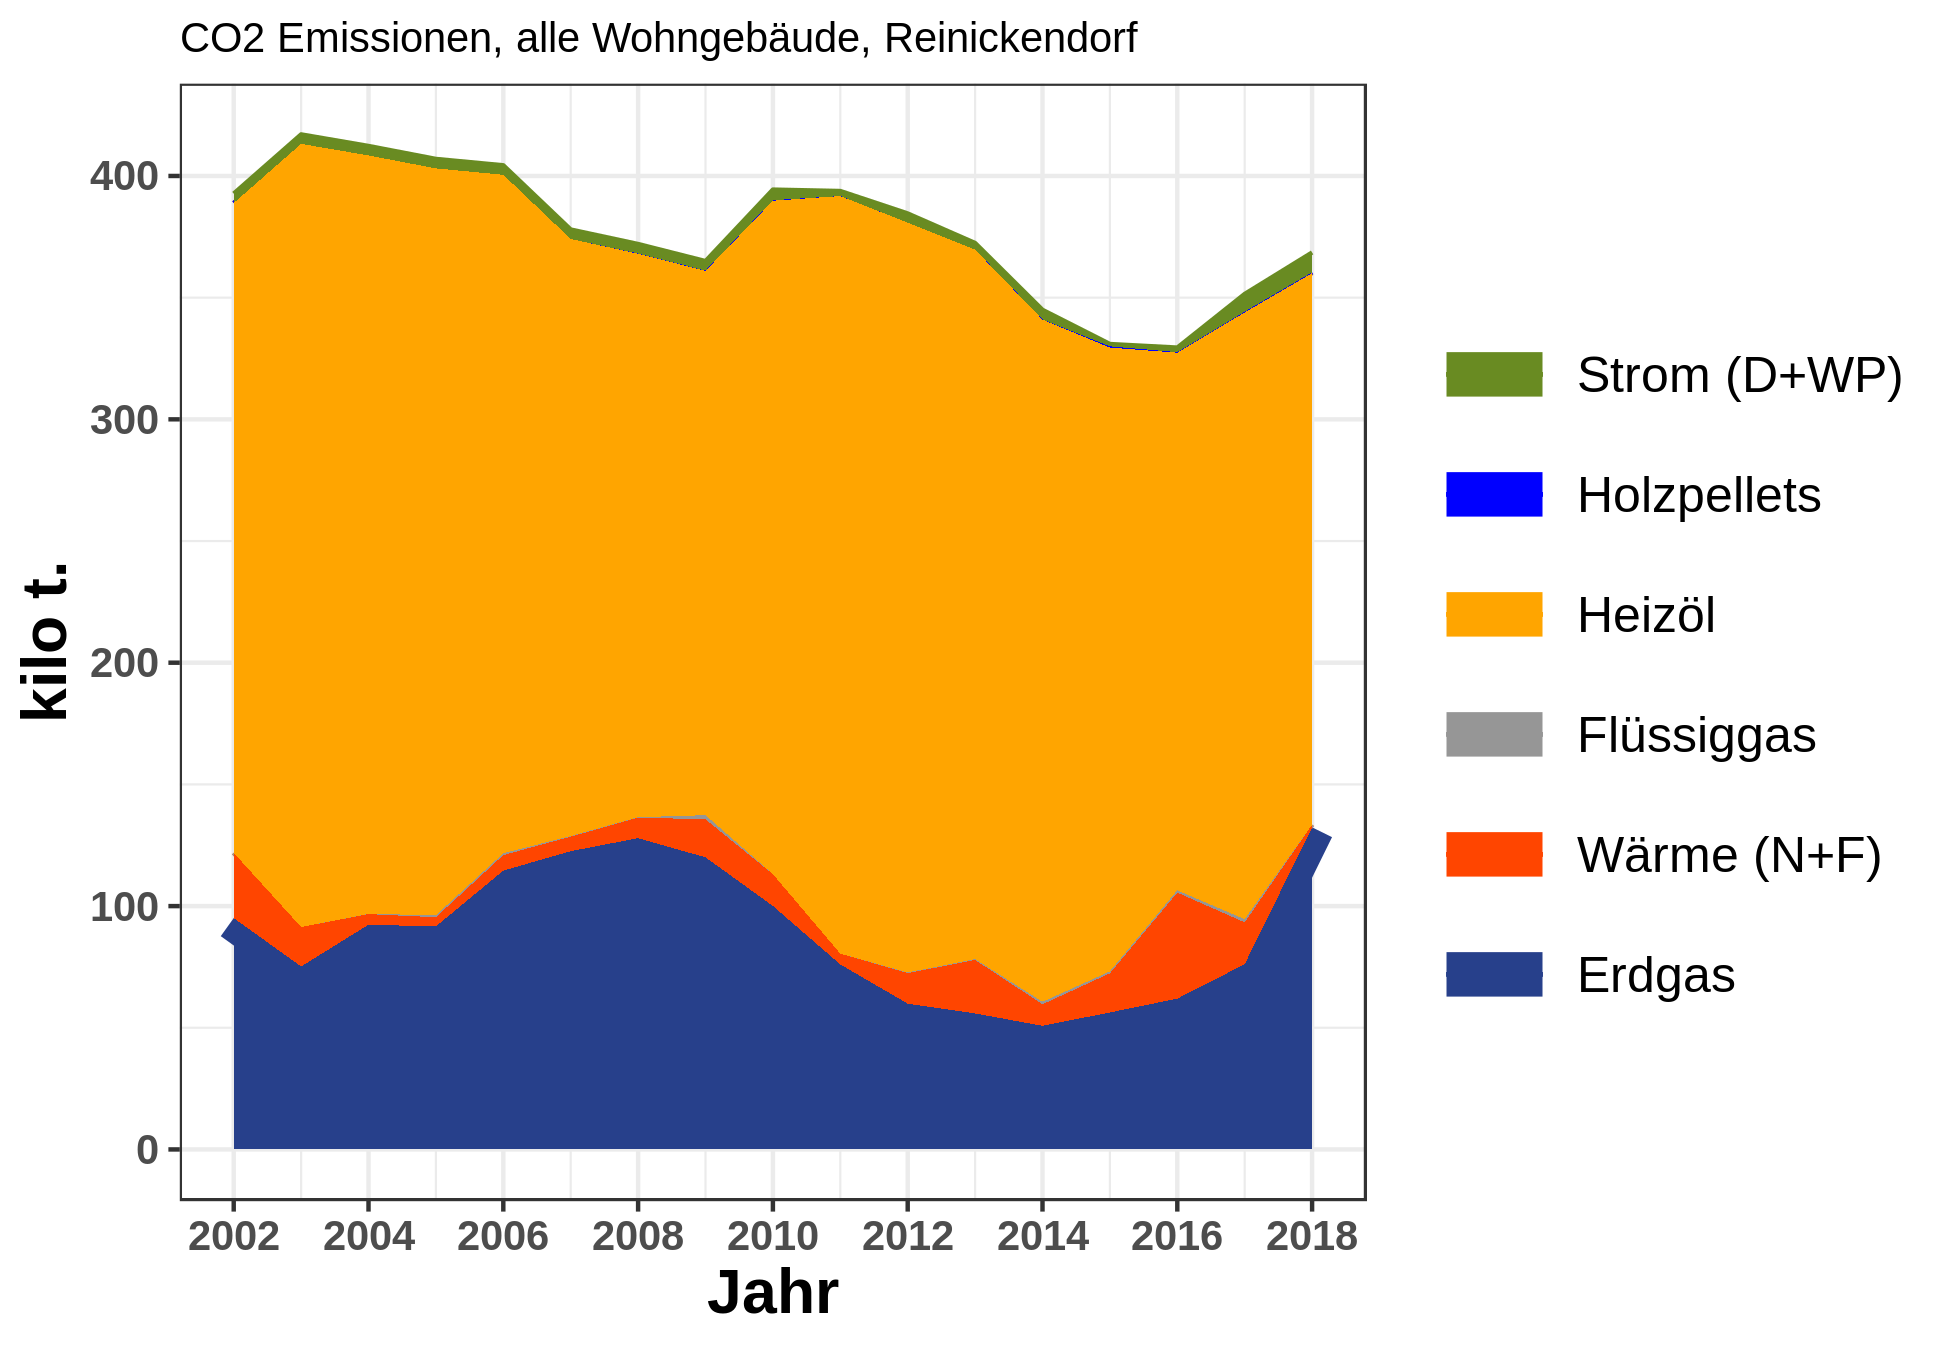 CO2 Emissionen, alle Wohngebäude, Reinickendorf
kilo t.
400
300
200
100
0
2002 2004 2006 2008 2010 2012 2014 2016 2018
Jahr
Strom (D+WP)
Holzpellets
Heizöl
Flüssiggas
Wärme (N+F)
Erdgas